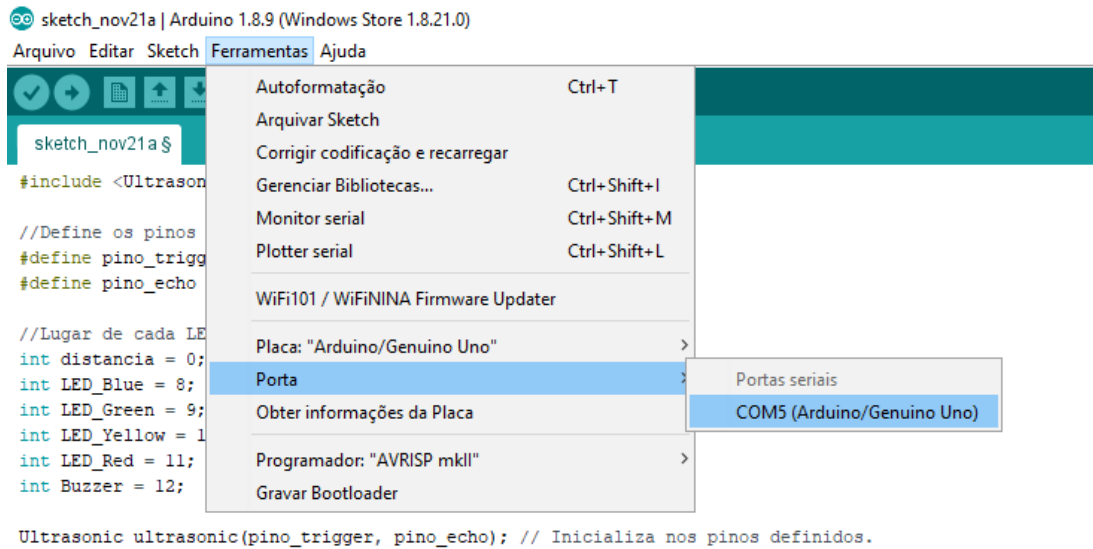 sketch_nov21a | Arduino 1.8.9 (Windows Store 1.8.21.0)
Arquivo Editar Sketch Ferramentas Ajuda
Autoformatação Ctrl+T
Arquivar Sketch
sketch_nov21a §
Corrigir codificação e recarregar
#include <Ultrason
Gerenciar Bibliotecas... Ctrl+Shift+I
Monitor serial Ctrl+Shift+M
//Define os pinos
Plotter serial Ctrl+Shift+L
#define pino_trigg
#define pino_echo
WiFi101 / WiFiNINA Firmware Updater
//Lugar de cada LE
Placa: "Arduino/Genuino Uno"
int distancia = 0;
Porta
Portas seriais
int LED_Blue = 8;
Obter informações da Placa
COM5 (Arduino/Genuino Uno)
int LED_Green = 9;
int LED_Yellow = 1
Programador: "AVRISP mkII"
int LED_Red = 11;
Gravar Bootloader
int Buzzer = 12;
Ultrasonic ultrasonic(pino_trigger, pino_echo); // Inicializa nos pinos definidos.